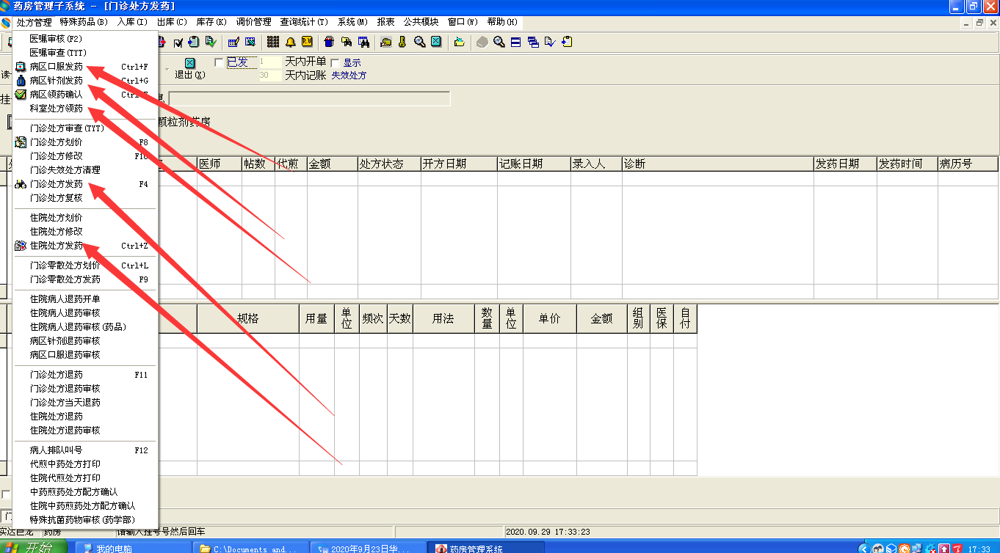 药房管理子系统 - [门诊处方发药]
处方管理 特殊药品(B) 入库(I) 出库(C) 库存(K) 调价管理 查询统计(T) 系统(M) 报表 公共模块 窗口(W) 帮助(H)
医嘱审核(F2)
医嘱审查(TYT)
病区口服发药 Ctrl+F
病区针剂发药 Ctrl+G
病区领药确认
科室处方领药
门诊处方审查(TYT)
门诊处方划价 F8
门诊处方修改 F10
门诊失效处方清理
门诊处方发药 F4
门诊处方复核
住院处方划价
住院处方修改
住院处方发药 Ctrl+Z
门诊零散处方划价 Ctrl+L
门诊零散处方发药 F9
住院病人退药开单
住院病人退药审核
住院病人退药审核(药品)
病区针剂退药审核
病区口服退药审核
门诊处方退药 F11
门诊处方退药审核
门诊处方当天退药
住院处方退药
住院处方退药审核
病人排队叫号 F12
代煎中药处方打印
住院代煎处方打印
中药煎药处方配方确认
住院中药煎药处方配方确认
特殊抗菌药物审核(药学部)
退出(X)
已发 1 天内开单 显示
30 天内记账 失效处方
颗粒剂药房
医师 帖数 代煎 金额 处方状态 开方日期 记账日期 录入人 诊断 发药日期 发药时间 病历号
规格 用量 单位 频次 天数 用法 数量 单位 单价 金额 组别 医保 自付
实达巨龙 药房 请输入挂号号然后回车 2020.09.29 17:33:23
开始 我的电脑 C:\Documents and... 2020年9月23日华... 药房管理系统 17:33